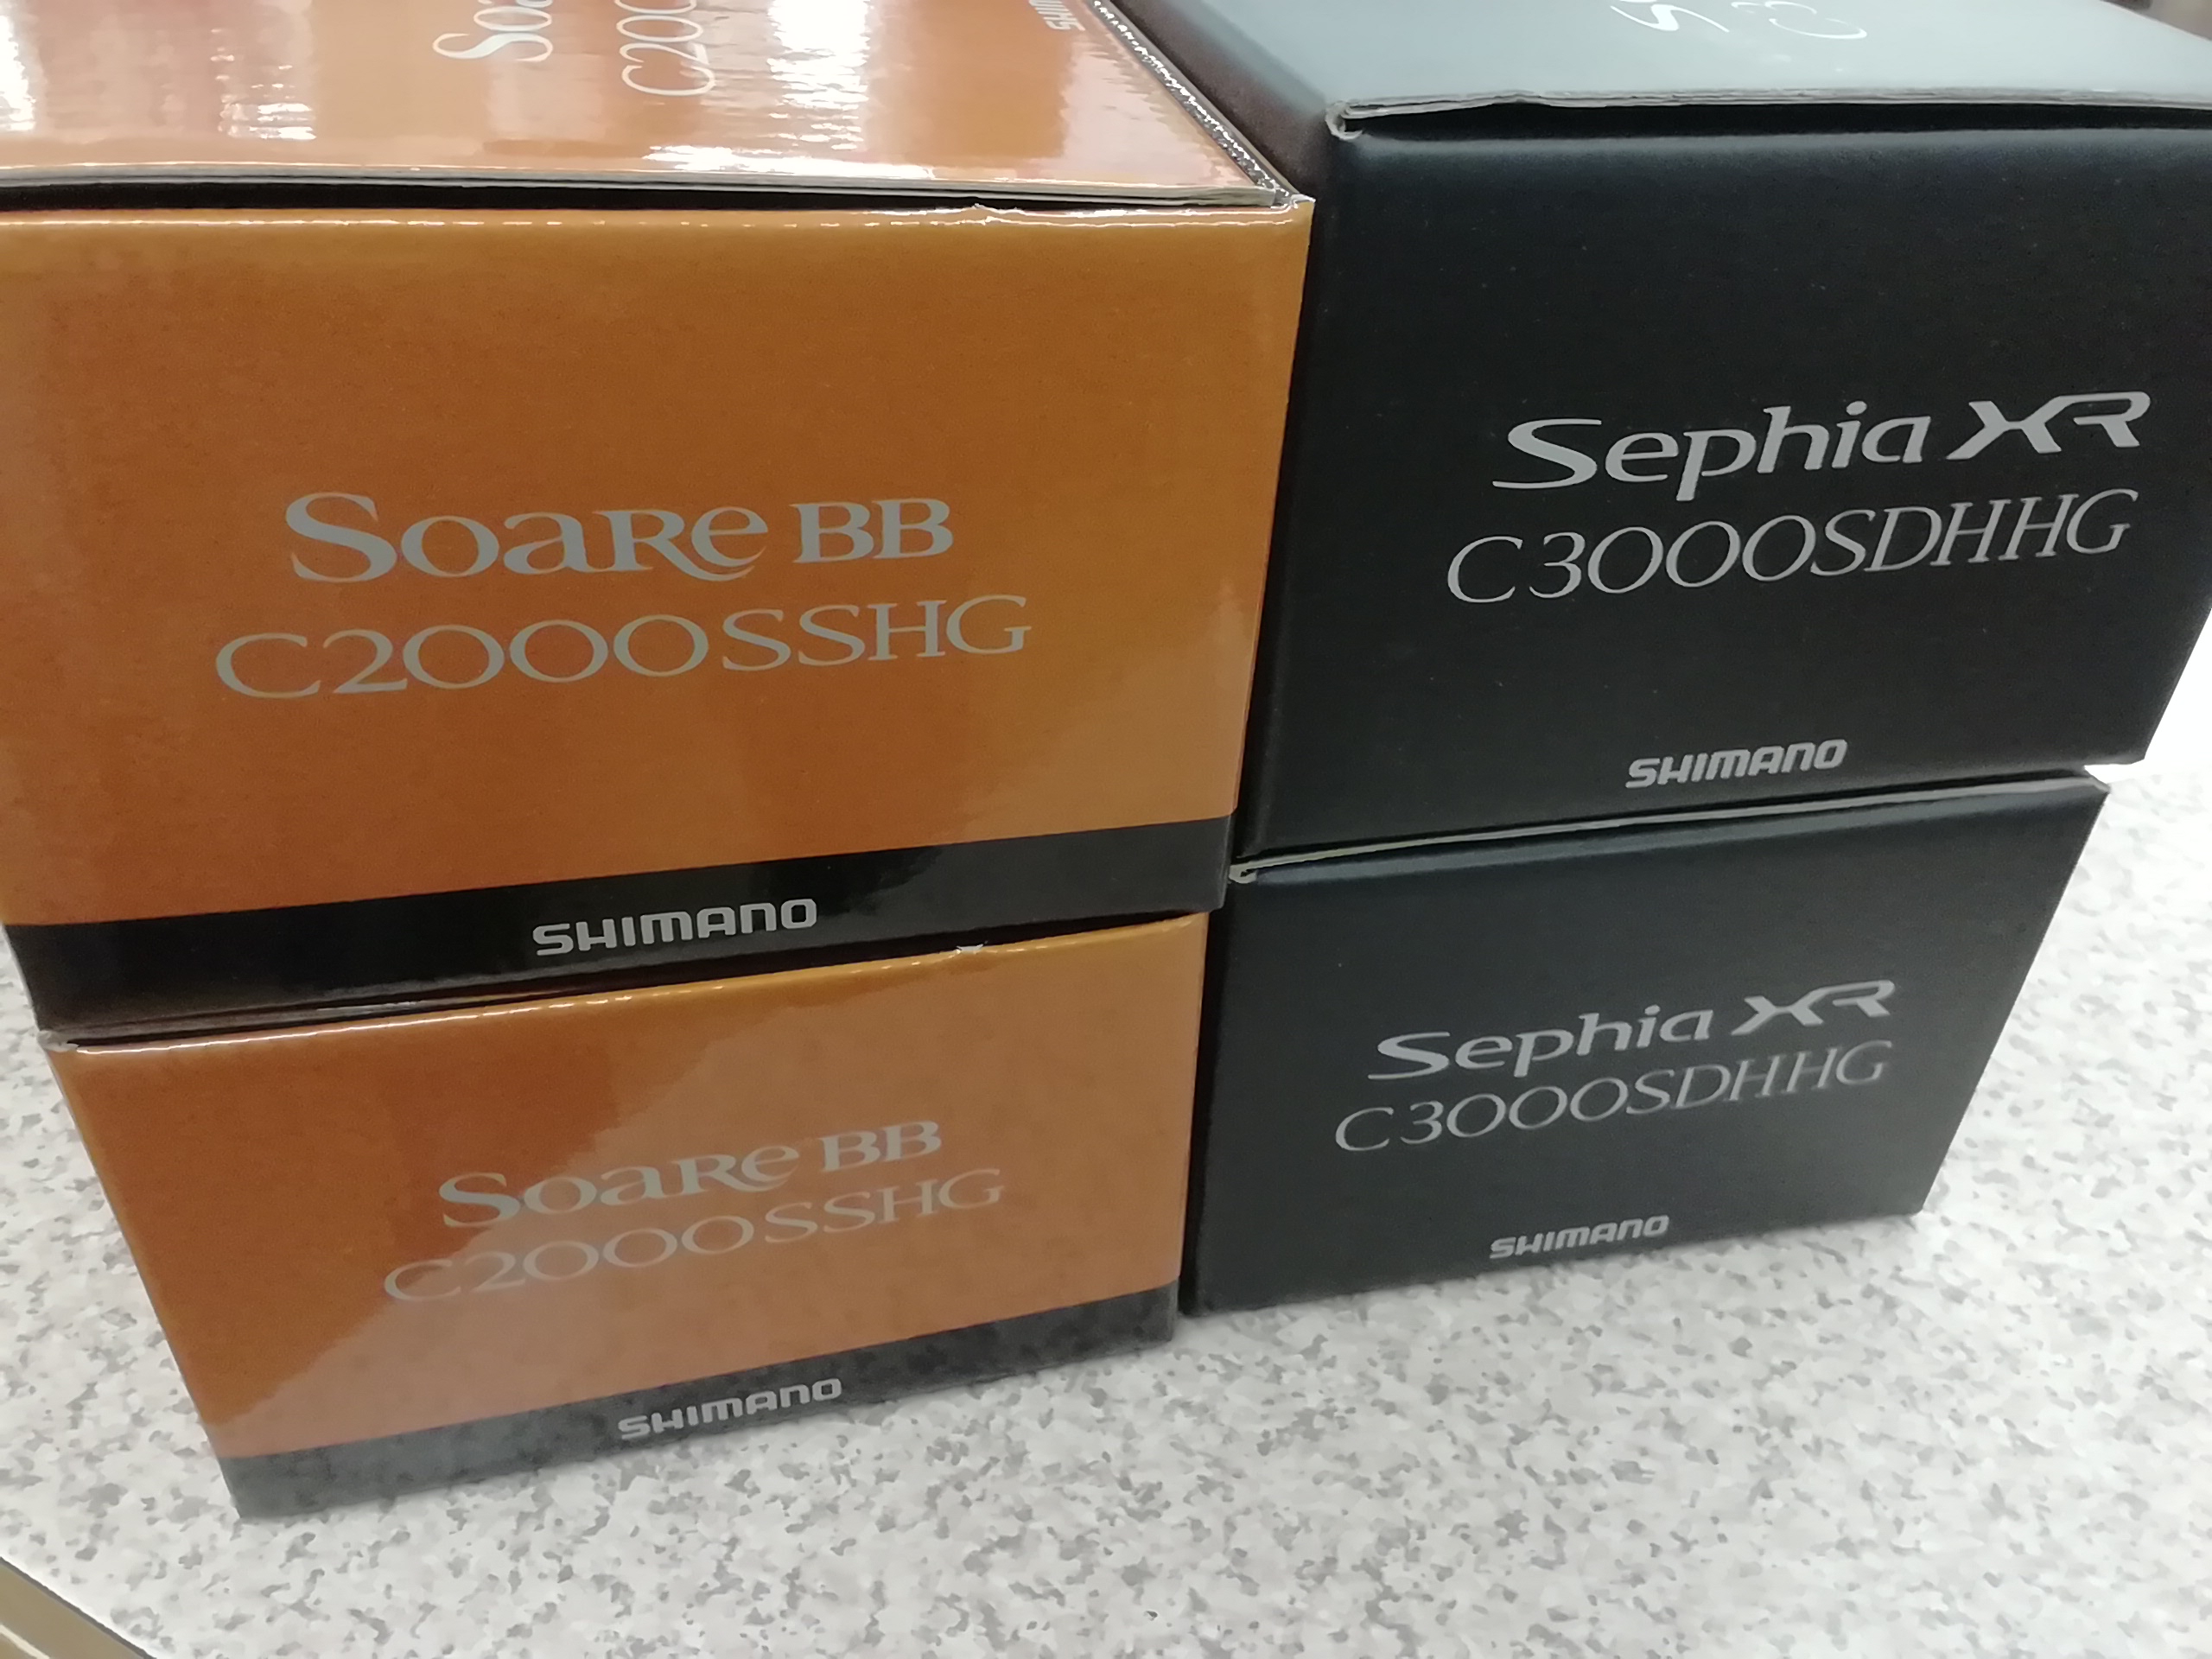 Soare BB
C2000SSHG
SHIMANO
Sephia XR
C3000SDHHG
SHIMANO
Soare BB
C2000SSHG
SHIMANO
Sephia XR
C3000SDHHG
SHIMANO